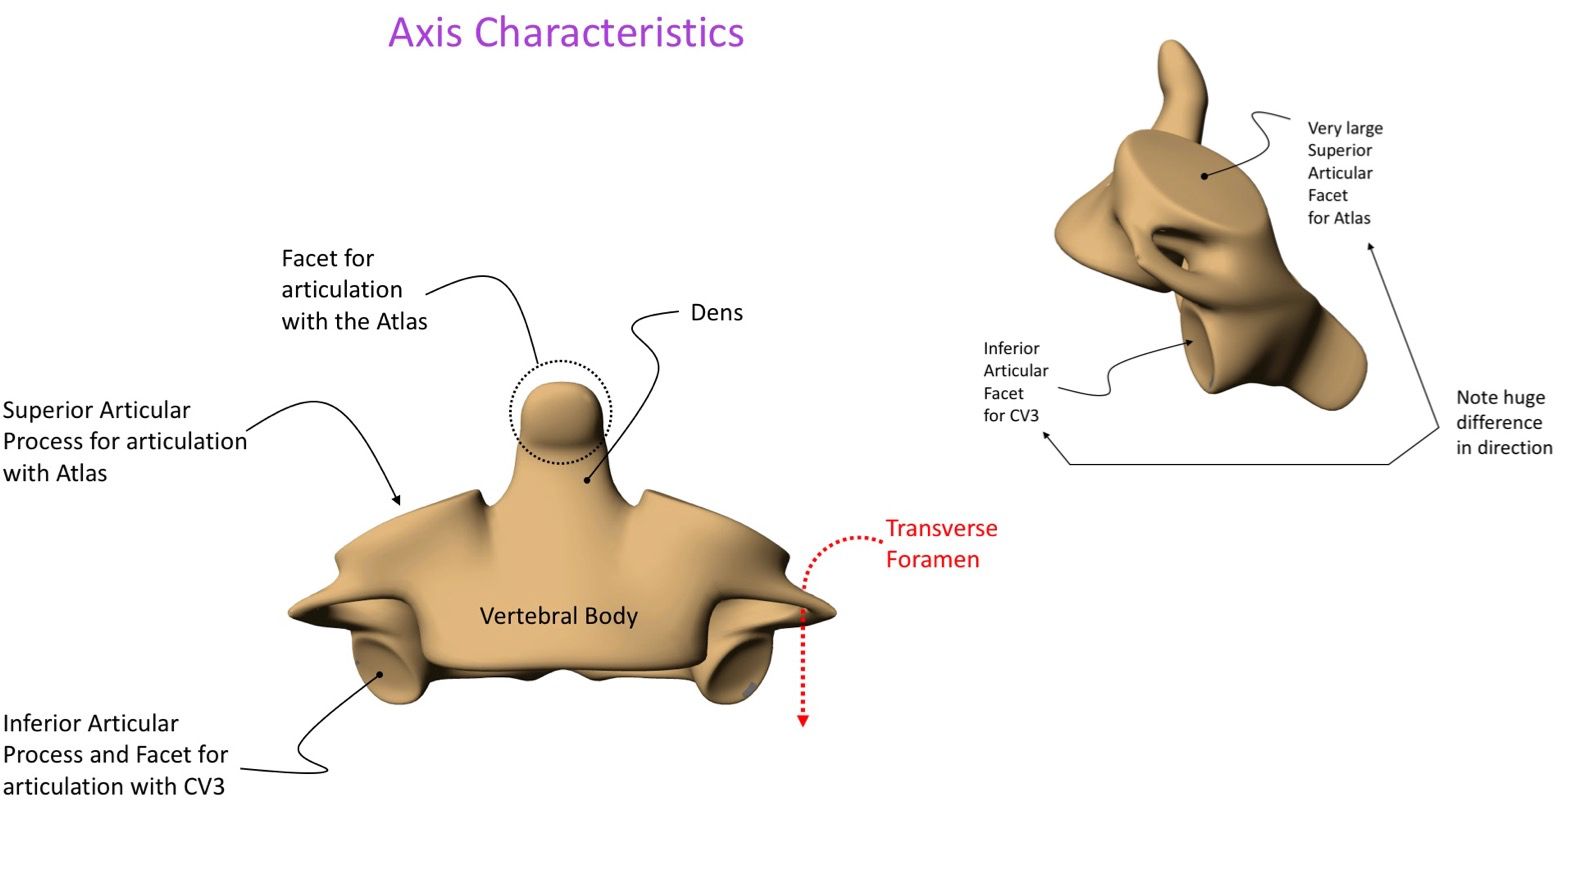 Axis Characteristics
Very large
Superior
Articular
Facet
for Atlas
Facet for
articulation
with the Atlas
Dens
Inferior
Articular
Facet
for CV3
Note huge
difference
in direction
Superior Articular
Process for articulation
with Atlas
Transverse
Foramen
Vertebral Body
Inferior Articular
Process and Facet for
articulation with CV3